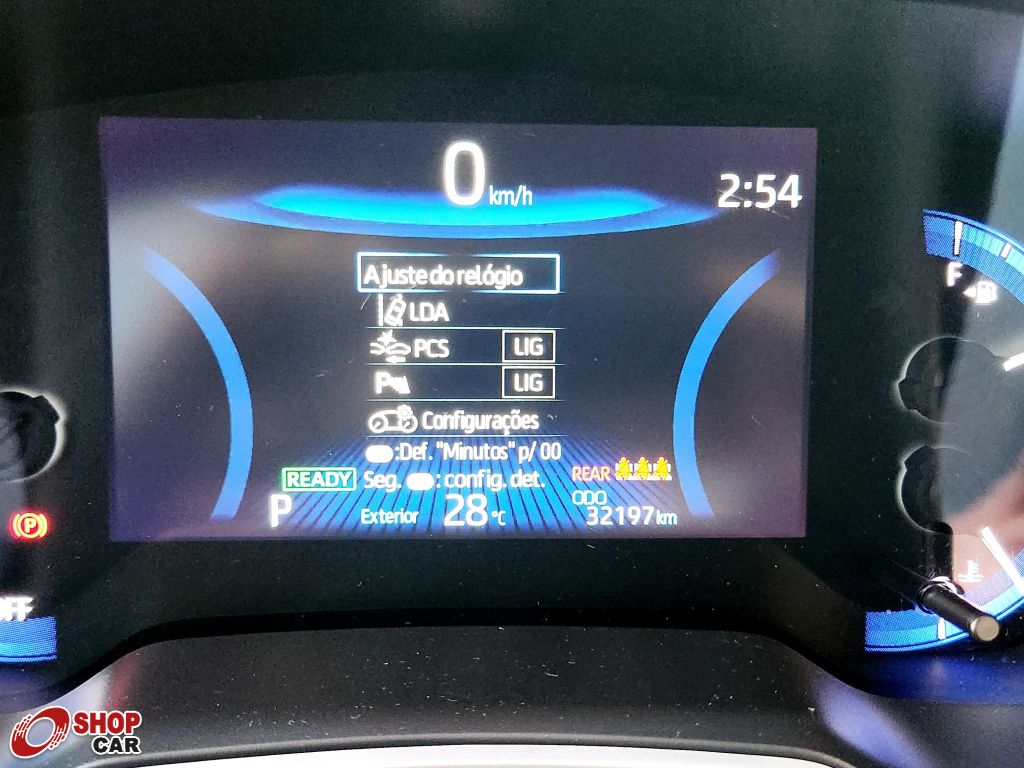 0 km/h
2:54
Ajuste do relógio
LDA
PCS LIG
P LIG
Configurações
:Def. "Minutos" p/ 00
READY Seg. : config. det. REAR
P Exterior 28 °C ODO
32197 km
F
P
OFF
SHOP
CAR